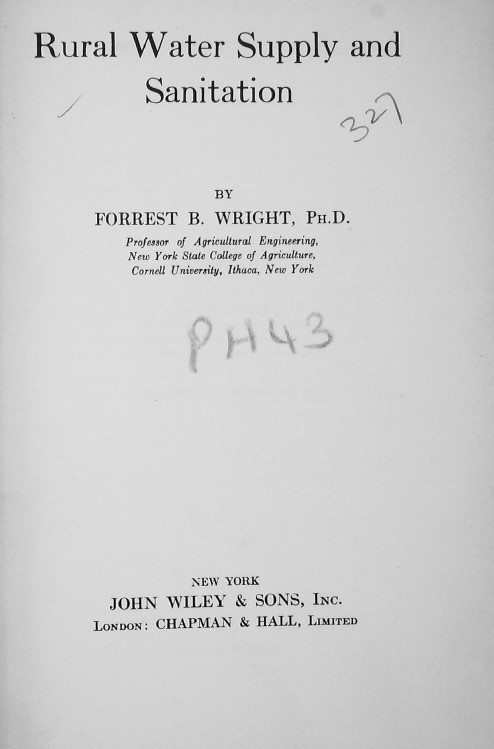 Rural Water Supply and
Sanitation
327
BY
FORREST B. WRIGHT, PH.D.
Professor of Agricultural Engineering,
New York State College of Agriculture,
Cornell University, Ithaca, New York
PH43
NEW YORK
JOHN WILEY & SONS, INC.
LONDON: CHAPMAN & HALL, LIMITED